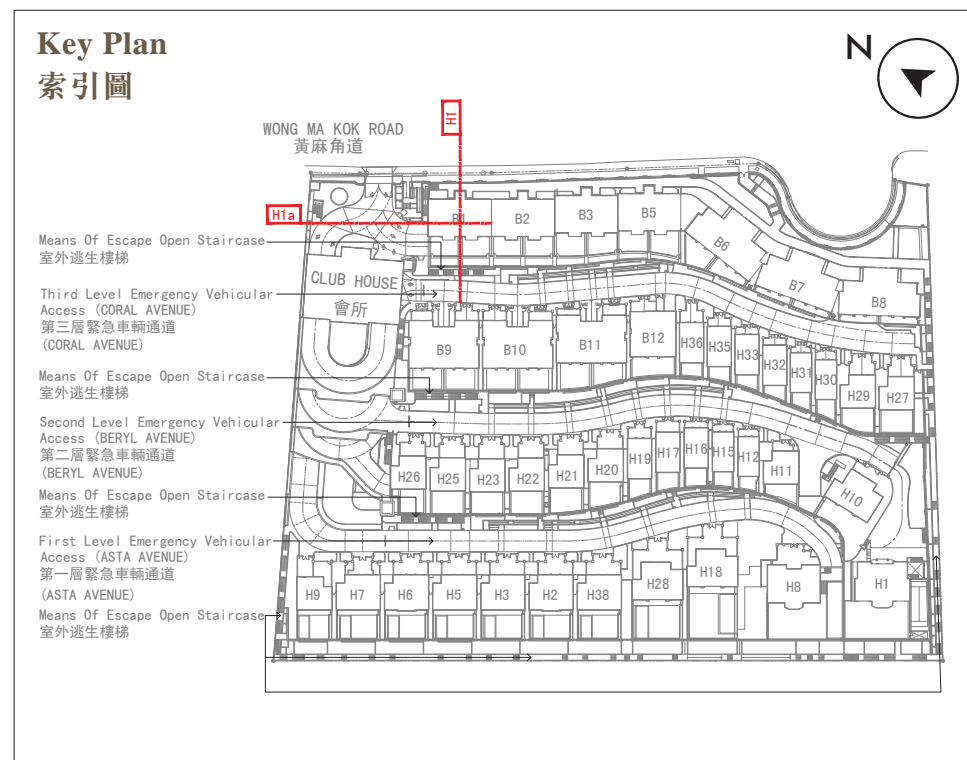 Key Plan
索引圖
N
WONG MA KOK ROAD
黃麻角道
H1
H1a
B1
B2
B3
B5
B6
B7
B8
Means Of Escape Open Staircase
室外逃生樓梯
CLUB HOUSE
會所
Third Level Emergency Vehicular
Access (CORAL AVENUE)
第三層緊急車輛通道
(CORAL AVENUE)
B9
B10
B11
B12
H36
H35
H33
H32
H31
H30
H29
H27
Means Of Escape Open Staircase
室外逃生樓梯
Second Level Emergency Vehicular
Access (BERYL AVENUE)
第二層緊急車輛通道
(BERYL AVENUE)
H26
H25
H23
H22
H21
H20
H19
H17
H16
H15
H12
H11
H10
Means Of Escape Open Staircase
室外逃生樓梯
First Level Emergency Vehicular
Access (ASTA AVENUE)
第一層緊急車輛通道
(ASTA AVENUE)
H9
H7
H6
H5
H3
H2
H38
H28
H18
H8
H1
Means Of Escape Open Staircase
室外逃生樓梯